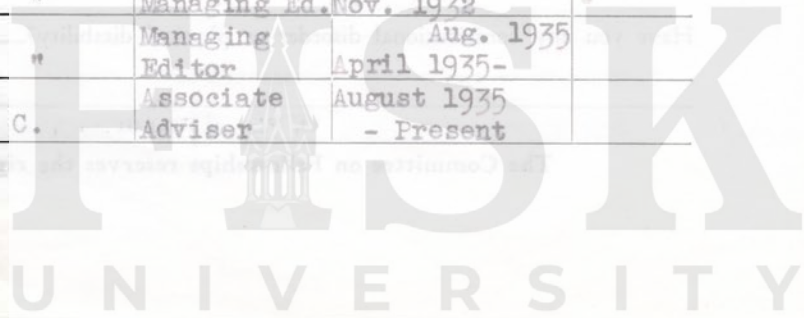 Managing Ed. Nov. 1932
Managing Aug. 1935
" Editor April 1935-
Associate August 1935
C. Adviser - Present
The Committee on Fellowships reserves the
FISK
UNIVERSITY